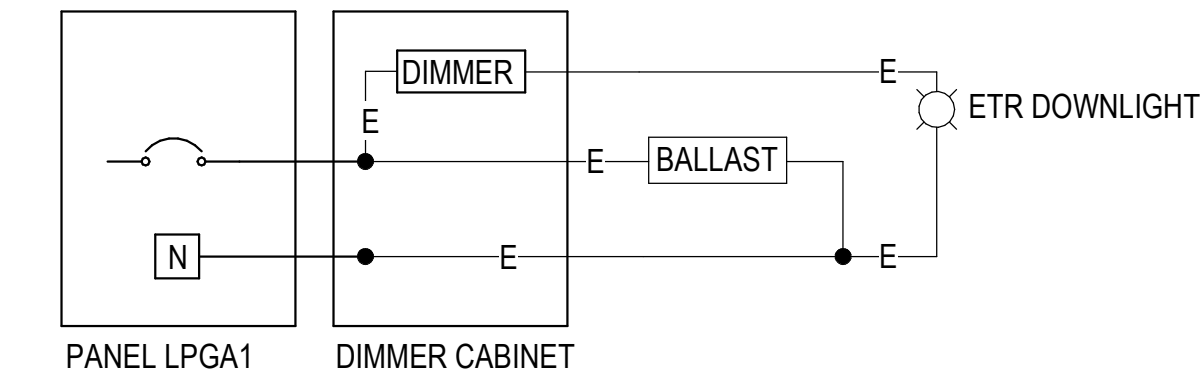 DIMMER
E
ETR DOWNLIGHT
E
E
BALLAST
N
E
E
PANEL LPGA1
DIMMER CABINET